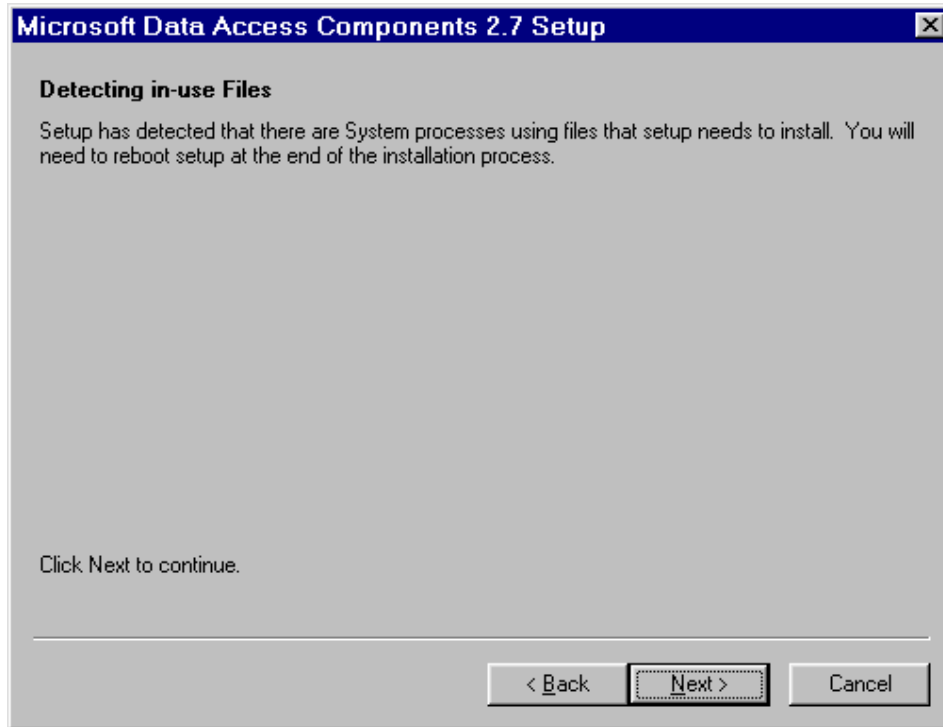 Microsoft Data Access Components 2.7 Setup
Detecting in-use Files
Setup has detected that there are System processes using files that setup needs to install.  You will
need to reboot setup at the end of the installation process.
Click Next to continue.
< Back
Next >
Cancel